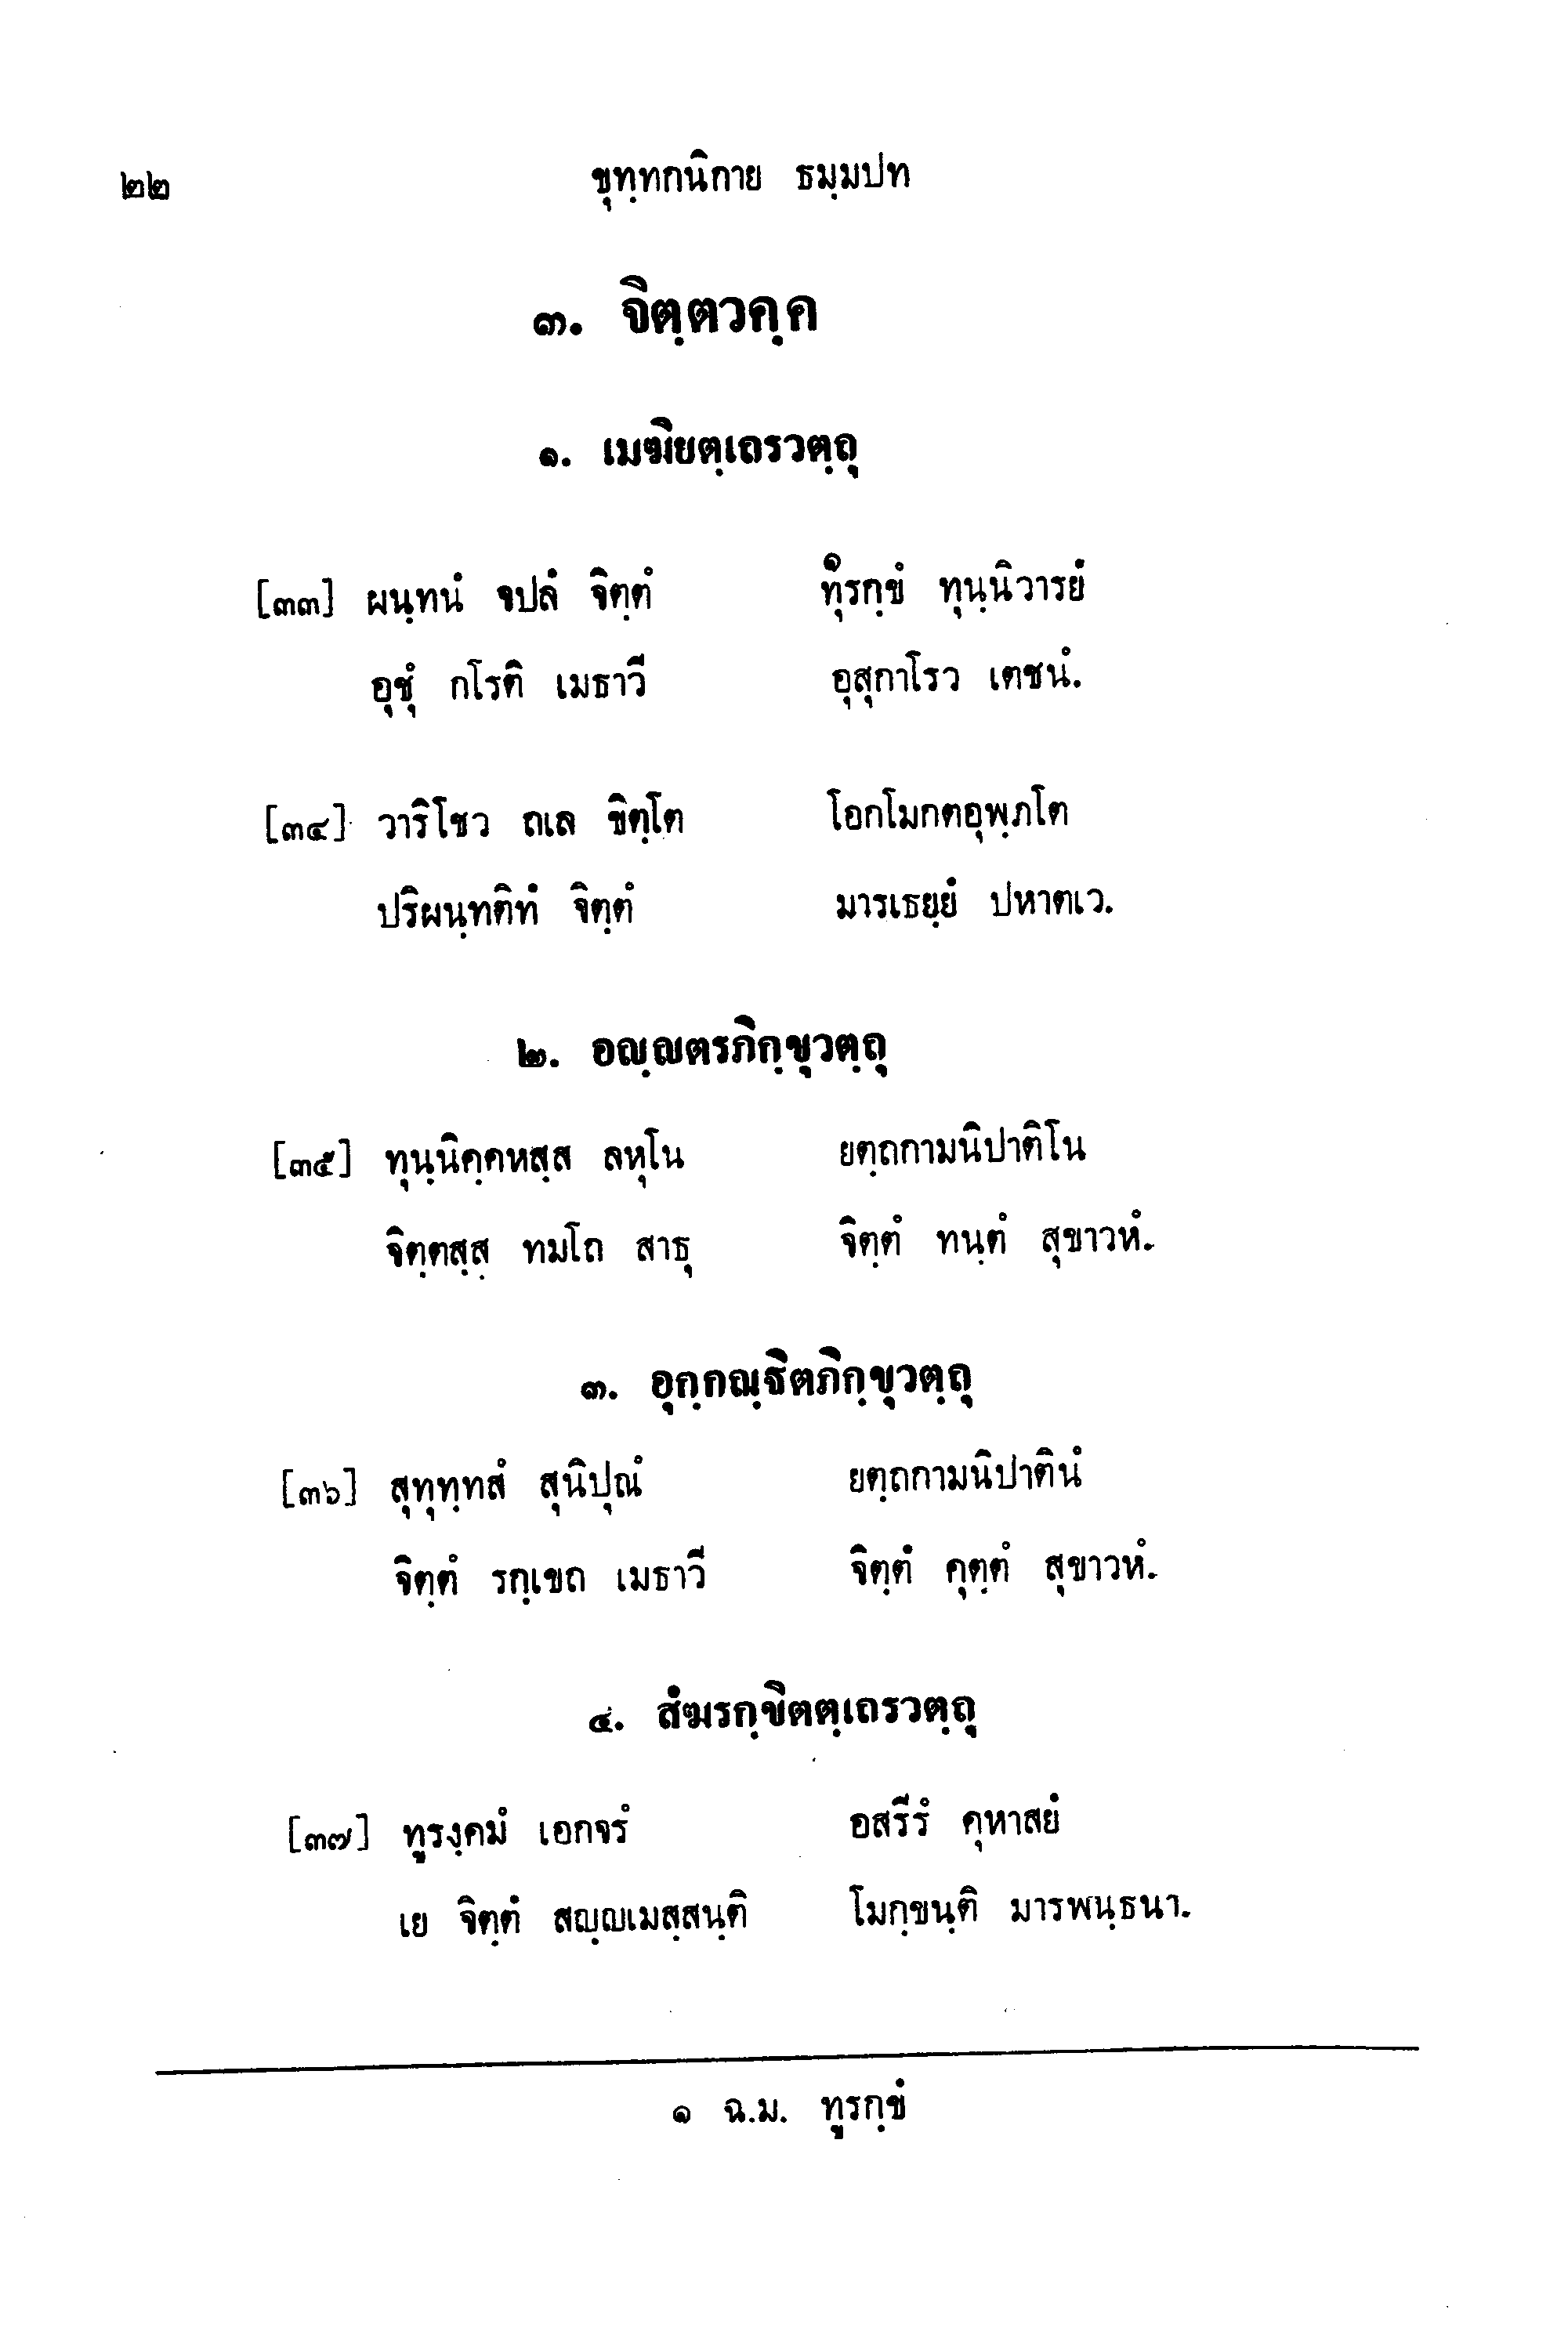 ๒๒ ขุทฺทกนิกาย ธมฺมปท
๓. จิตฺตวคฺค
๑. เมฆิยตฺเถรวตฺถุ
[๓๓] ผนฺทนํ จปลํ จิตฺตํ ทุํรกฺขํ ทุนฺนิวารยํ
อุชุํ กโรติ เมธาวี อุสุกาโรว เตชนํ.
[๓๔] วาริโชว ถเล ขิตฺโต โอกโมกตอุพฺภโต
ปริผนฺทติทํ จิตฺตํ มารเธยฺยํ ปหาตเว.
๒. อญฺญตรภิกฺขุวตฺถุ
[๓๕] ทุนฺนิคฺคหสฺส ลหุโน ยตฺถกามนิปาติโน
จิตฺตสฺส ทมโถ สาธุ จิตฺตํ ทนฺตํ สุขาวหํ.
๓. อุกฺกณฺฐิตภิกฺขุวตฺถุ
[๓๖] สุทุทฺทสํ สุนิปุณํ ยตฺถกามนิปาตินํ
จิตฺตํ รกฺเขถ เมธาวี จิตฺตํ คุตฺตํ สุขาวหํ.
๔. สํฆรกฺขิตตฺเถรวตฺถุ
[๓๗] ทูรงฺคมํ เอกจรํ อสรีรํ คุหาสยํ
เย จิตฺตํ สญฺญเมสฺสนฺติ โมกฺขนฺติ มารพนฺธนา.
๑ ฉ.ม. ทูรกฺขํ